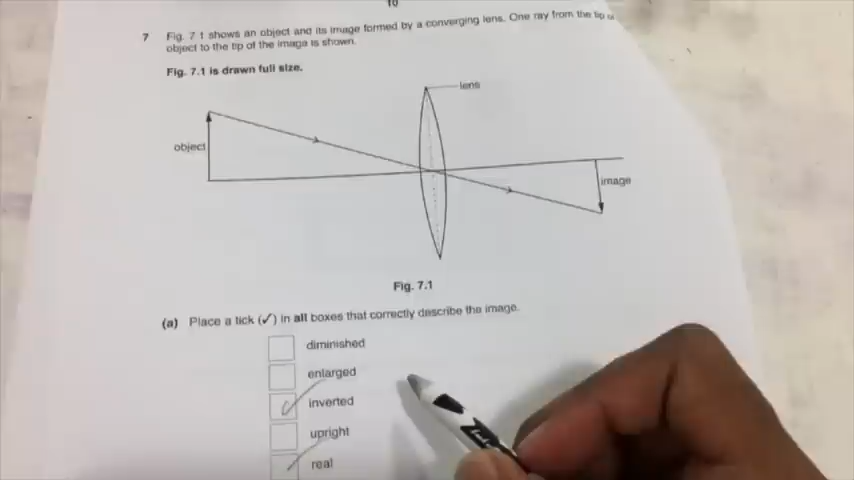 10
7 Fig. 7.1 shows an object and its image formed by a converging lens. One ray from the tip
object to the tip of the image is shown.
Fig. 7.1 is drawn full size.
lens
object
image
Fig. 7.1
(a) Place a tick (✓) in all boxes that correctly describe the image.
diminished
enlarged
✓ inverted
upright
✓ real